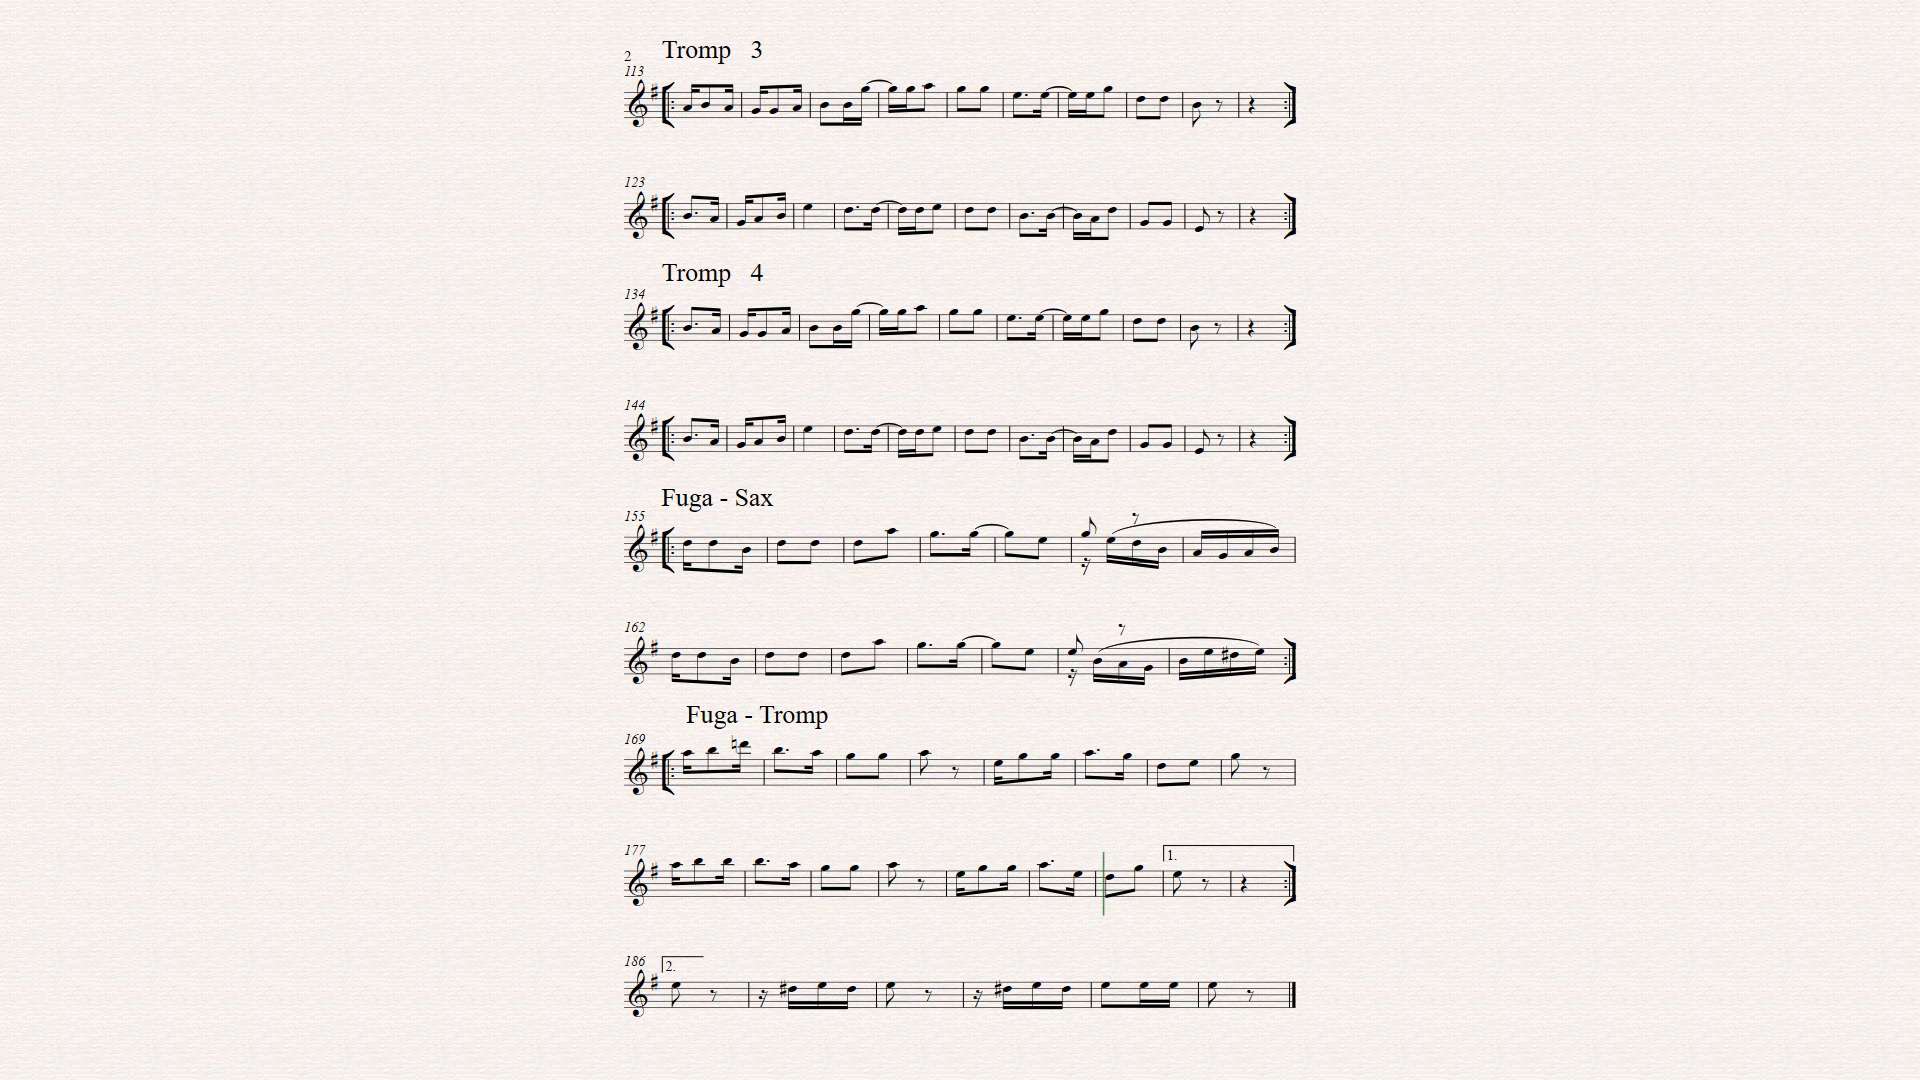 2 Tromp 3
113
123
Tromp 4
134
144
Fuga - Sax
155
162
Fuga - Tromp
169
177
1.
186
2.